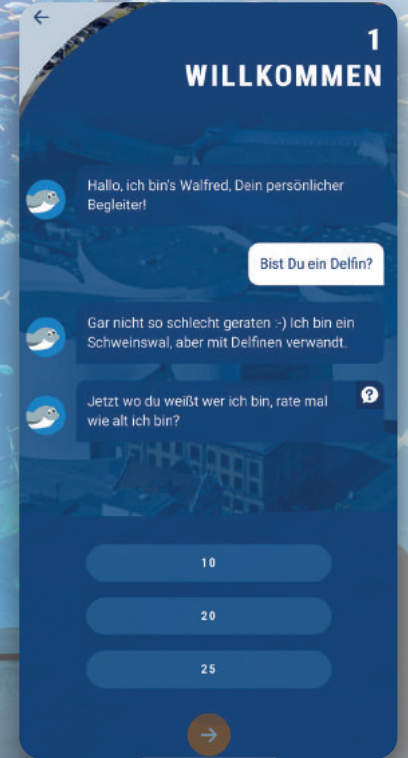 1
WILLKOMMEN
Hallo, ich bin's Walfred, Dein persönlicher
Begleiter!
Bist Du ein Delfin?
Gar nicht so schlecht geraten :-) Ich bin ein
Schweinswal, aber mit Delfinen verwandt.
Jetzt wo du weißt wer ich bin, rate mal
wie alt ich bin?
?
10
20
25